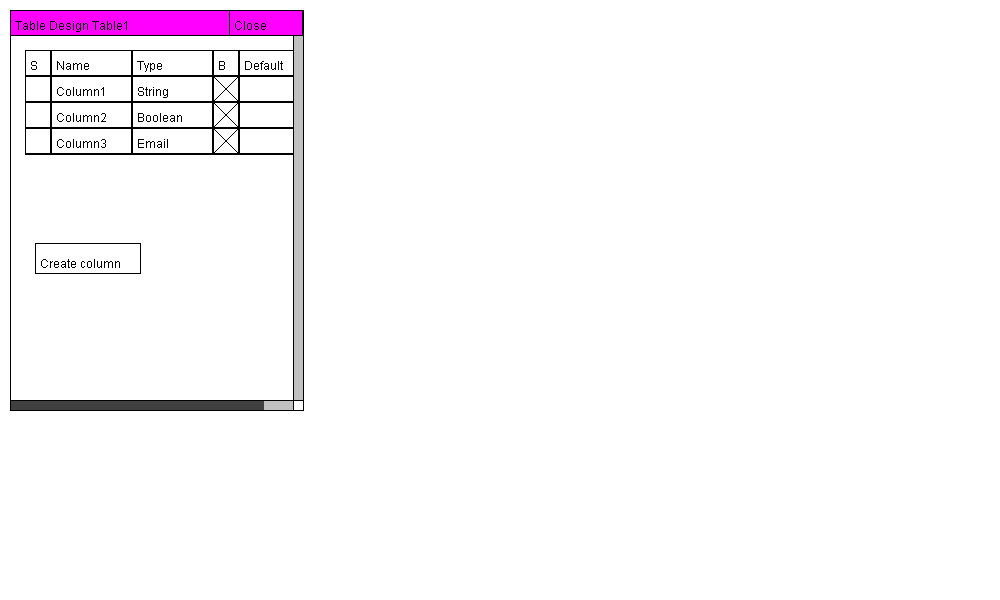 Table Design Table1 Close
S Name Type B Default
Column1 String
Column2 Boolean
Column3 Email
Create column